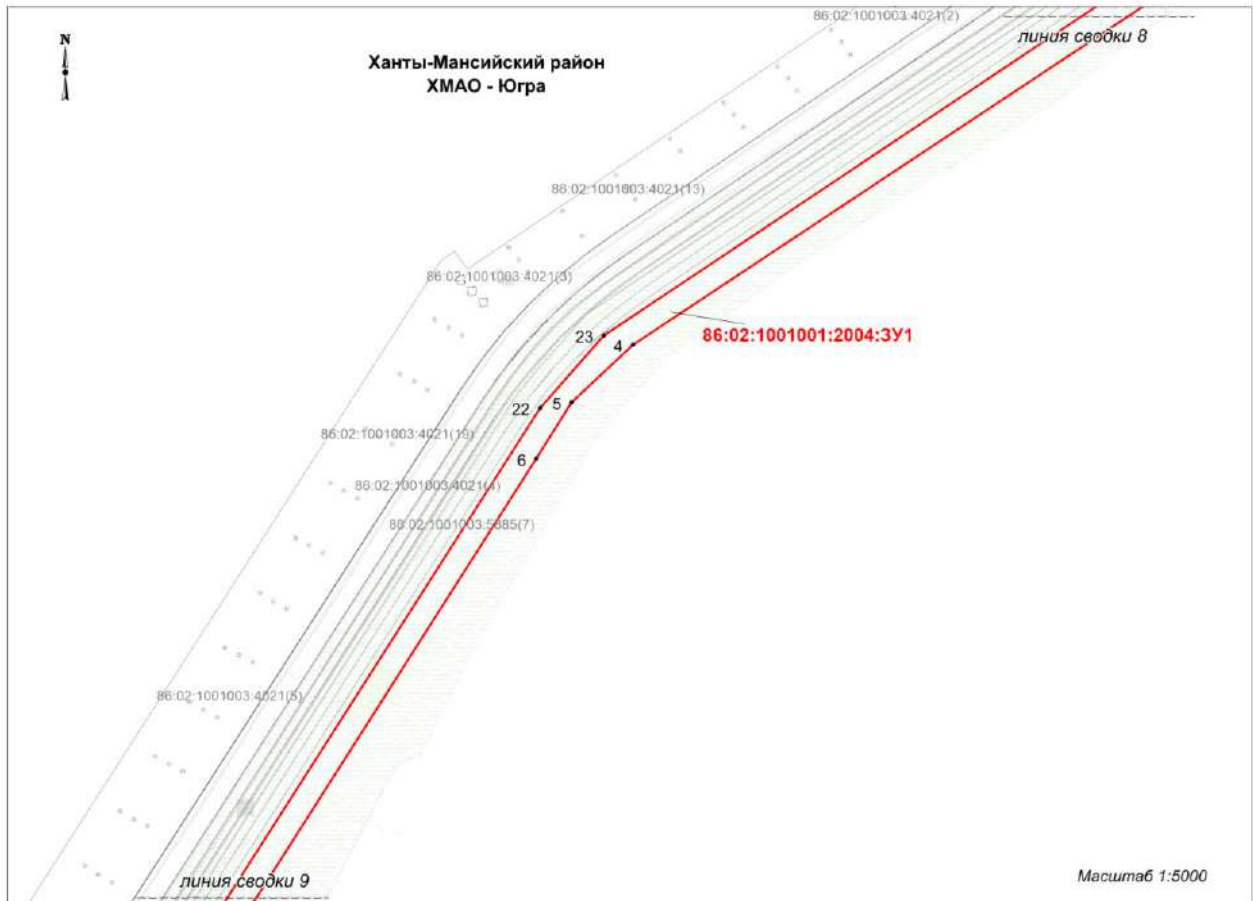 86:02:1001003:4021(2)
линия сводки 8
N
Ханты-Мансийский район
ХМАО - Югра
86:02:1001003:4021(13)
86:02:1001003:4021(3)
86:02:1001001:2004:ЗУ1
23
4
5
22
86:02:1001003:4021(19)
6
86:02:1001003:4021(4)
86:02:1001003:5885(7)
86:02:1001003:4021(5)
линия сводки 9
Масштаб 1:5000